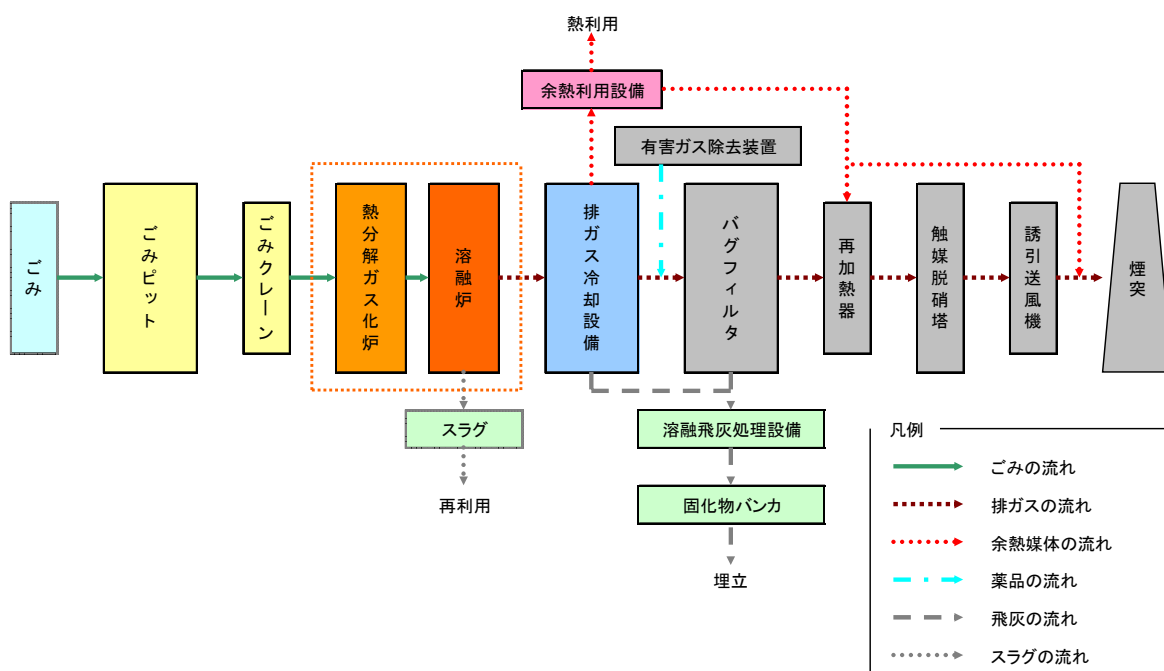 熱利用
余熱利用設備
有害ガス除去装置
ごみ
ごみピット
ごみクレーン
熱分解ガス化炉
溶融炉
排ガス冷却設備
バグフィルタ
再加熱器
触媒脱硝塔
誘引送風機
煙突
スラグ
再利用
溶融飛灰処理設備
固化物バンカ
埋立
凡例
ごみの流れ
排ガスの流れ
余熱媒体の流れ
薬品の流れ
飛灰の流れ
スラグの流れ